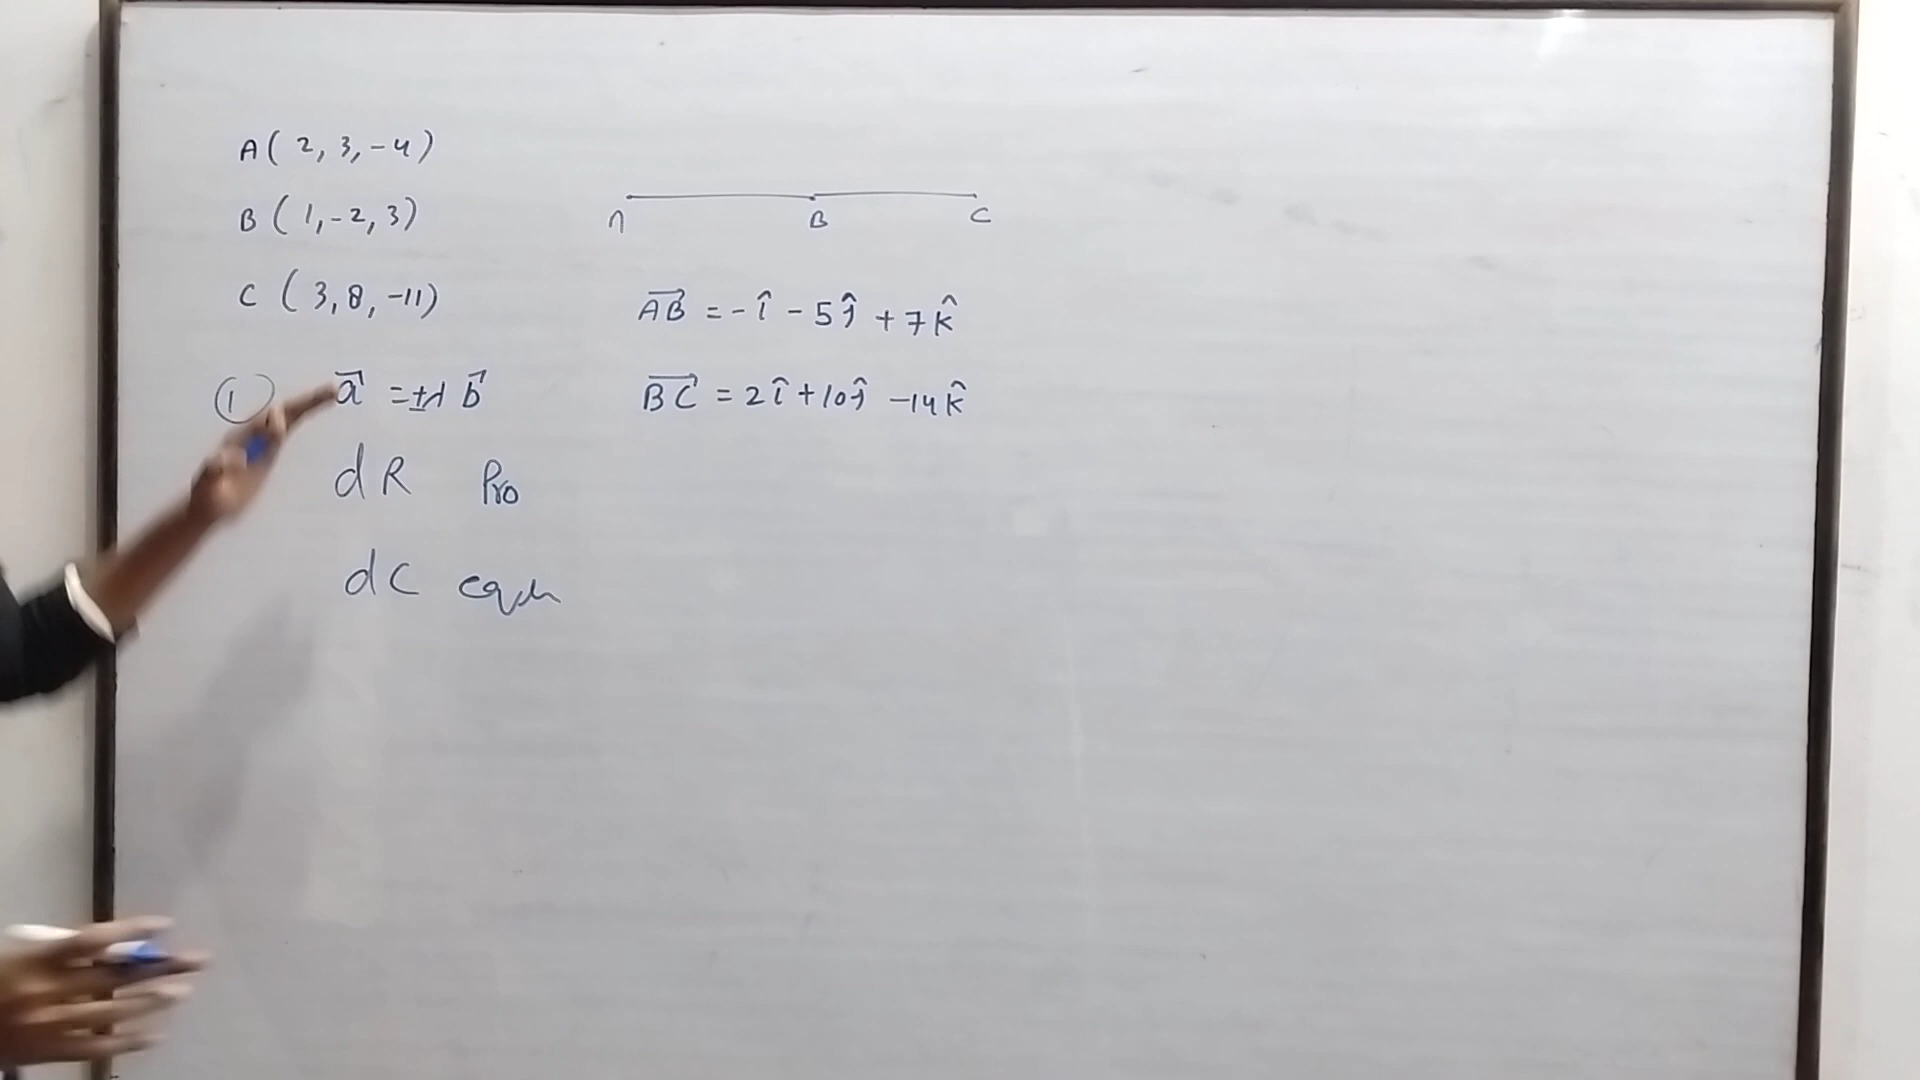 A( 2, 3, -4)
B ( 1, -2, 3)
C ( 3, 8, -11)
A B C
AB⃗ = -î - 5ĵ + 7k̂
BC⃗ = 2î + 10ĵ - 14k̂
① a⃗ = ±λ b⃗
dR Pro
dC